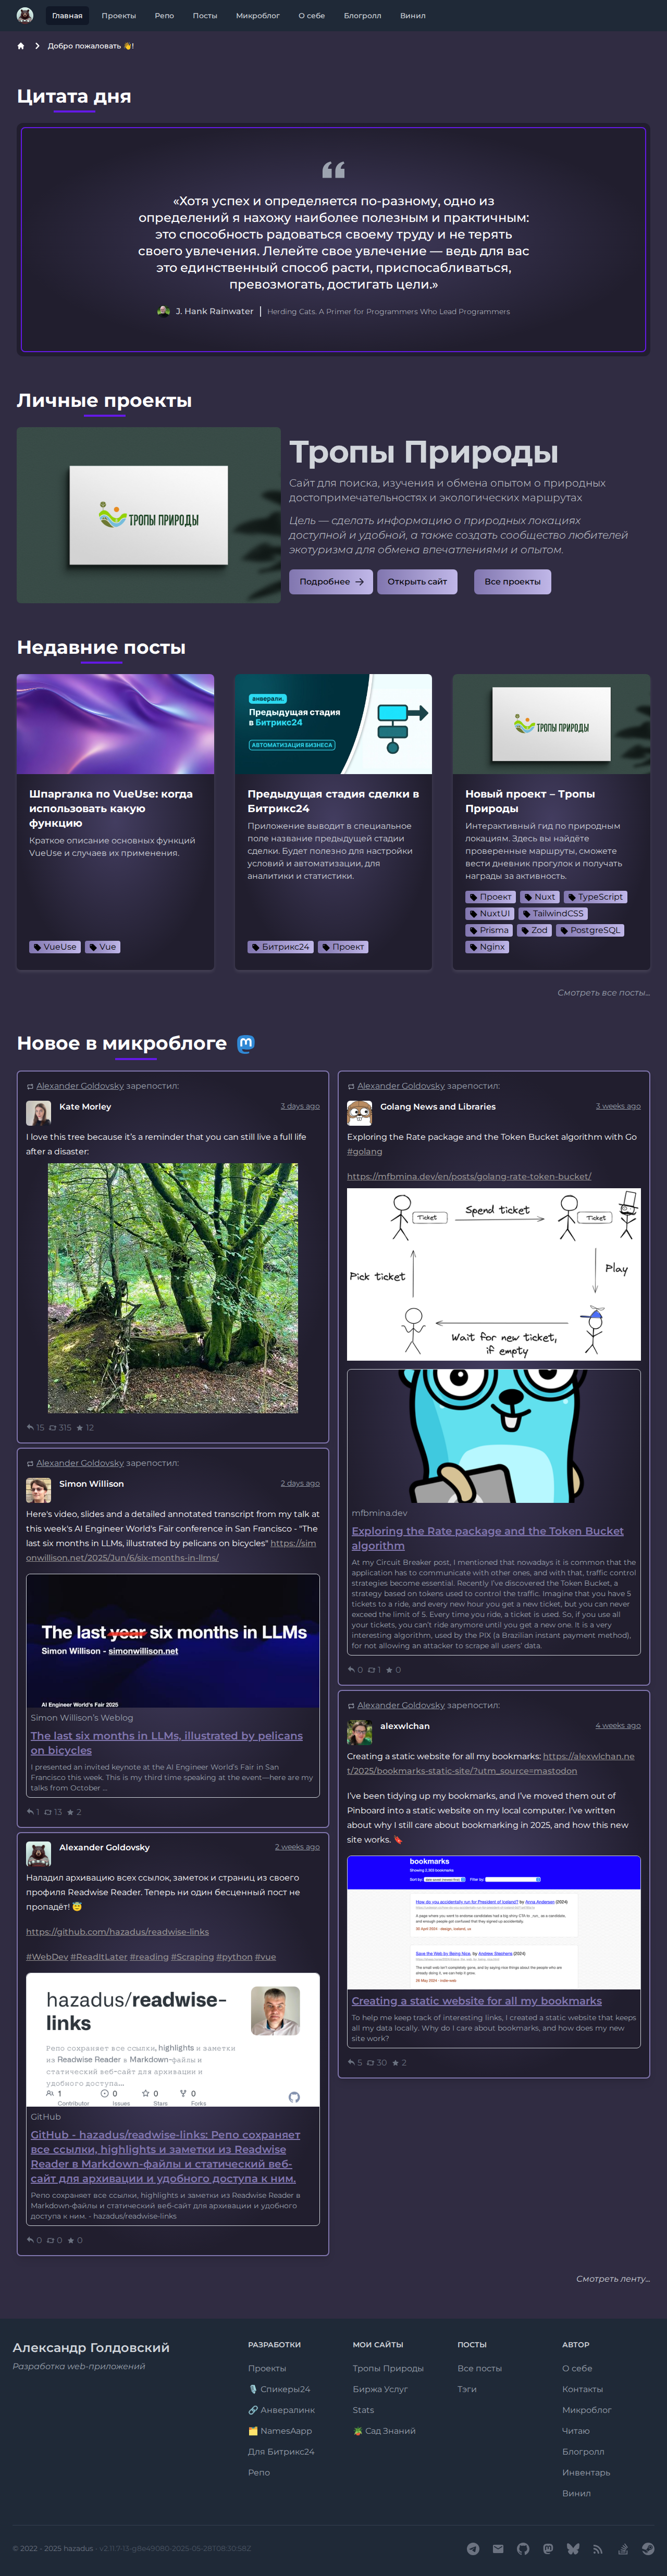 Главная
Проекты
Репо
Посты
Микроблог
О себе
Блогролл
Винил
Добро пожаловать 👋!
Цитата дня
«Хотя успех и определяется по-разному, одно из
определений я нахожу наиболее полезным и практичным:
это способность радоваться своему труду и не терять
своего увлечения. Лелейте свое увлечение — ведь для вас
это единственный способ расти, приспосабливаться,
превозмогать, достигать цели.»
J. Hank Rainwater
Herding Cats. A Primer for Programmers Who Lead Programmers
Личные проекты
ТРОПЫ ПРИРОДЫ
Тропы Природы
Сайт для поиска, изучения и обмена опытом о природных
достопримечательностях и экологических маршрутах
Цель — сделать информацию о природных локациях
доступной и удобной, а также создать сообщество любителей
экотуризма для обмена впечатлениями и опытом.
Подробнее →
Открыть сайт
Все проекты
Недавние посты
Шпаргалка по VueUse: когда
использовать какую
функцию
Краткое описание основных функций
VueUse и случаев их применения.
VueUse
Vue
анверали.
Предыдущая стадия
в Битрикс24
АВТОМАТИЗАЦИЯ БИЗНЕСА
Предыдущая стадия сделки в
Битрикс24
Приложение выводит в специальное
поле название предыдущей стадии
сделки. Будет полезно для настройки
условий и автоматизации, для
аналитики и статистики.
Битрикс24
Проект
ТРОПЫ ПРИРОДЫ
Новый проект – Тропы
Природы
Интерактивный гид по природным
локациям. Здесь вы найдёте
проверенные маршруты, сможете
вести дневник прогулок и получать
награды за активность.
Проект
Nuxt
TypeScript
NuxtUI
TailwindCSS
Prisma
Zod
PostgreSQL
Nginx
Смотреть все посты...
Новое в микроблоге
Alexander Goldovsky зарепостил:
Kate Morley
3 days ago
I love this tree because it’s a reminder that you can still live a full life
after a disaster:
15 315 12
Alexander Goldovsky зарепостил:
Simon Willison
2 days ago
Here's video, slides and a detailed annotated transcript from my talk at
this week's AI Engineer World's Fair conference in San Francisco - "The
last six months in LLMs, illustrated by pelicans on bicycles" https://sim
onwillison.net/2025/Jun/6/six-months-in-llms/
The last year six months in LLMs
Simon Willison - simonwillison.net
AI Engineer World's Fair 2025
Simon Willison’s Weblog
The last six months in LLMs, illustrated by pelicans
on bicycles
I presented an invited keynote at the AI Engineer World’s Fair in San
Francisco this week. This is my third time speaking at the event—here are my
talks from October ...
1 13 2
Alexander Goldovsky
2 weeks ago
Наладил архивацию всех ссылок, заметок и страниц из своего
профиля Readwise Reader. Теперь ни один бесценный пост не
пропадёт! 😇
https://github.com/hazadus/readwise-links
#WebDev #ReadItLater #reading #Scraping #python #vue
hazadus/readwise-
links
Репо сохраняет все ссылки, highlights и заметки
из Readwise Reader в Markdown-файлы и
статический веб-сайт для архивации и
удобного доступа...
1 Contributor
0 Issues
0 Stars
0 Forks
GitHub
GitHub - hazadus/readwise-links: Репо сохраняет
все ссылки, highlights и заметки из Readwise
Reader в Markdown-файлы и статический веб-
сайт для архивации и удобного доступа к ним.
Репо сохраняет все ссылки, highlights и заметки из Readwise Reader в
Markdown-файлы и статический веб-сайт для архивации и удобного
доступа к ним. - hazadus/readwise-links
0 0 0
Alexander Goldovsky зарепостил:
Golang News and Libraries
3 weeks ago
Exploring the Rate package and the Token Bucket algorithm with Go
#golang
https://mfbmina.dev/en/posts/golang-rate-token-bucket/
Ticket
Spend ticket
Ticket
Pick ticket
Play
Wait for new ticket,
if empty
mfbmina.dev
Exploring the Rate package and the Token Bucket
algorithm
At my Circuit Breaker post, I mentioned that nowadays it is common that the
application has to communicate with other ones, and with that, traffic control
strategies become essential. Recently I’ve discovered the Token Bucket, a
strategy based on tokens used to control the traffic. Imagine that you have 5
tickets to a ride, and every new hour you get a new ticket, but you can never
exceed the limit of 5. Every time you ride, a ticket is used. So, if you use all
your tickets, you can’t ride anymore until you get a new one. It is a very
interesting algorithm, used by the PIX (a Brazilian instant payment method),
for not allowing an attacker to scrape all users’ data.
0 1 0
Alexander Goldovsky зарепостил:
alexwlchan
4 weeks ago
Creating a static website for all my bookmarks: https://alexwlchan.ne
t/2025/bookmarks-static-site/?utm_source=mastodon
I’ve been tidying up my bookmarks, and I’ve moved them out of
Pinboard into a static website on my local computer. I’ve written
about why I still care about bookmarking in 2025, and how this new
site works. 🔖
bookmarks
How do you accidentally run for President of Iceland?, by Anna Andersen (2024)
Save the Web by Being Nice, by Andrew Stephens (2024)
Creating a static website for all my bookmarks
To help me keep track of interesting links, I created a static website that keeps
all my data locally. Why do I care about bookmarks, and how does my new
site work?
5 30 2
Смотреть ленту...
Александр Голдовский
Разработка web-приложений
РАЗРАБОТКИ
Проекты
🎙️ Спикеры24
🔗 Анвералинк
🗂️ NamesAapp
Для Битрикс24
Репо
МОИ САЙТЫ
Тропы Природы
Биржа Услуг
Stats
🪴 Сад Знаний
ПОСТЫ
Все посты
Тэги
АВТОР
О себе
Контакты
Микроблог
Читаю
Блогролл
Инвентарь
Винил
© 2022 - 2025 hazadus